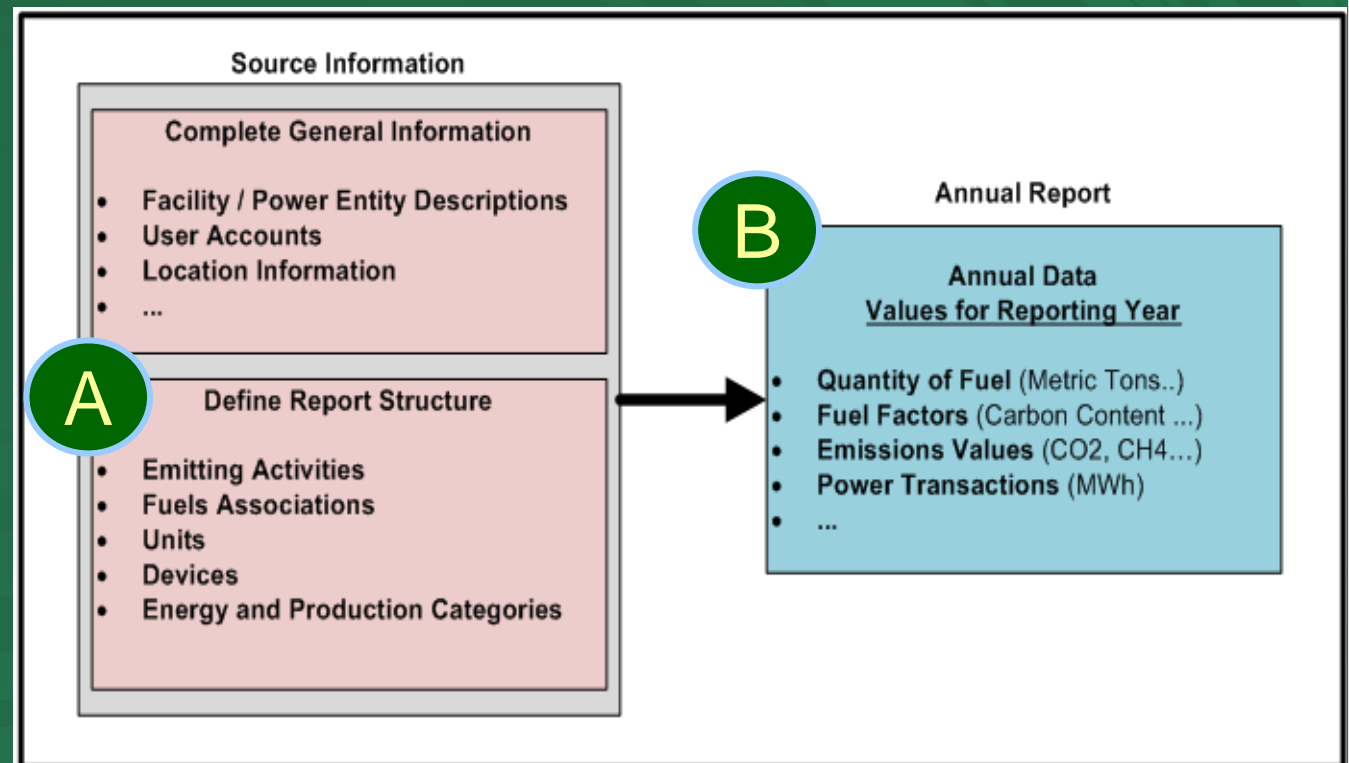 Source Information
Complete General Information
• Facility / Power Entity Descriptions
• User Accounts
• Location Information
• ...
A
Define Report Structure
• Emitting Activities
• Fuels Associations
• Units
• Devices
• Energy and Production Categories
Annual Report
B
Annual Data
Values for Reporting Year
• Quantity of Fuel (Metric Tons..)
• Fuel Factors (Carbon Content ...)
• Emissions Values (CO2, CH4...)
• Power Transactions (MWh)
• ...